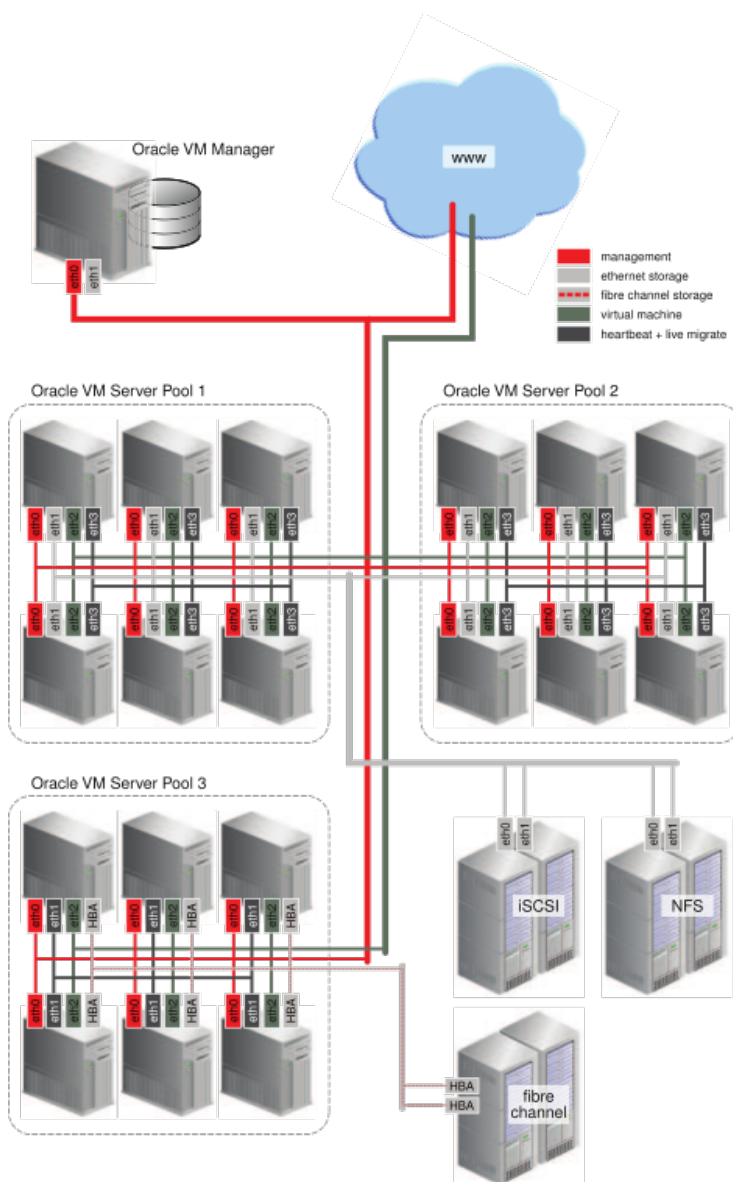 Oracle VM Manager
www
eth0 eth1
management
ethernet storage
fibre channel storage
virtual machine
heartbeat + live migrate
Oracle VM Server Pool 1
Oracle VM Server Pool 2
eth0 eth1 eth2 eth3 eth0 eth1 eth2 eth3 eth0 eth1 eth2 eth3 eth0 eth1 eth2 eth3 eth0 eth1 eth2 eth3 eth0 eth1 eth2 eth3
eth0 eth1 eth2 eth3 eth0 eth1 eth2 eth3 eth0 eth1 eth2 eth3 eth0 eth1 eth2 eth3 eth0 eth1 eth2 eth3 eth0 eth1 eth2 eth3
Oracle VM Server Pool 3
eth0 eth1 eth0 eth1
iSCSI
NFS
eth0 eth1 eth2 HBA eth0 eth1 eth2 HBA eth0 eth1 eth2 HBA
eth0 eth1 eth2 HBA eth0 eth1 eth2 HBA eth0 eth1 eth2 HBA
HBA
HBA
fibre
channel